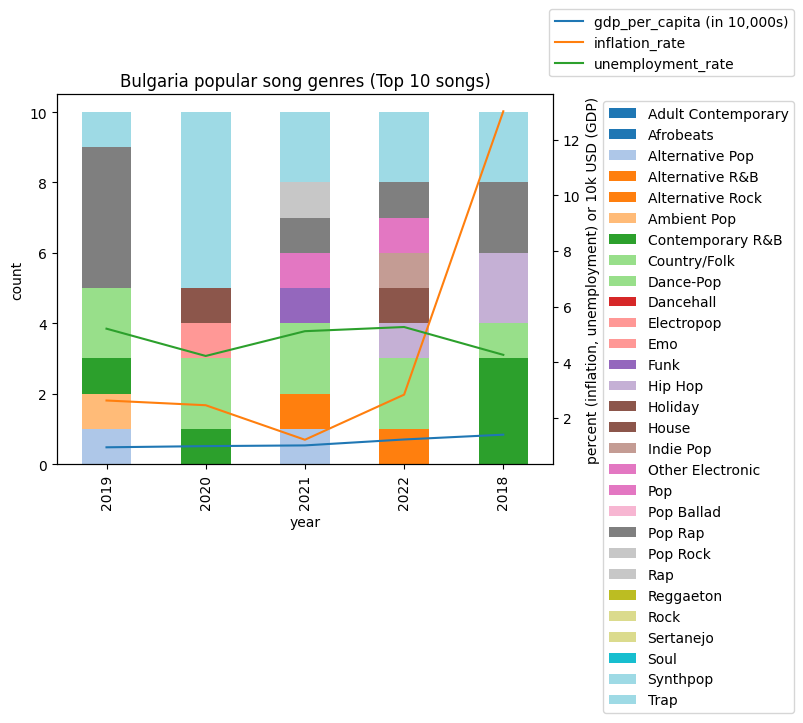 gdp_per_capita (in 10,000s)
inflation_rate
unemployment_rate
Bulgaria popular song genres (Top 10 songs)
10
8
6
4
2
0
count
2019
2020
2021
2022
2018
year
12
10
8
6
4
2
percent (inflation, unemployment) or 10k USD (GDP)
Adult Contemporary
Afrobeats
Alternative Pop
Alternative R&B
Alternative Rock
Ambient Pop
Contemporary R&B
Country/Folk
Dance-Pop
Dancehall
Electropop
Emo
Funk
Hip Hop
Holiday
House
Indie Pop
Other Electronic
Pop
Pop Ballad
Pop Rap
Pop Rock
Rap
Reggaeton
Rock
Sertanejo
Soul
Synthpop
Trap